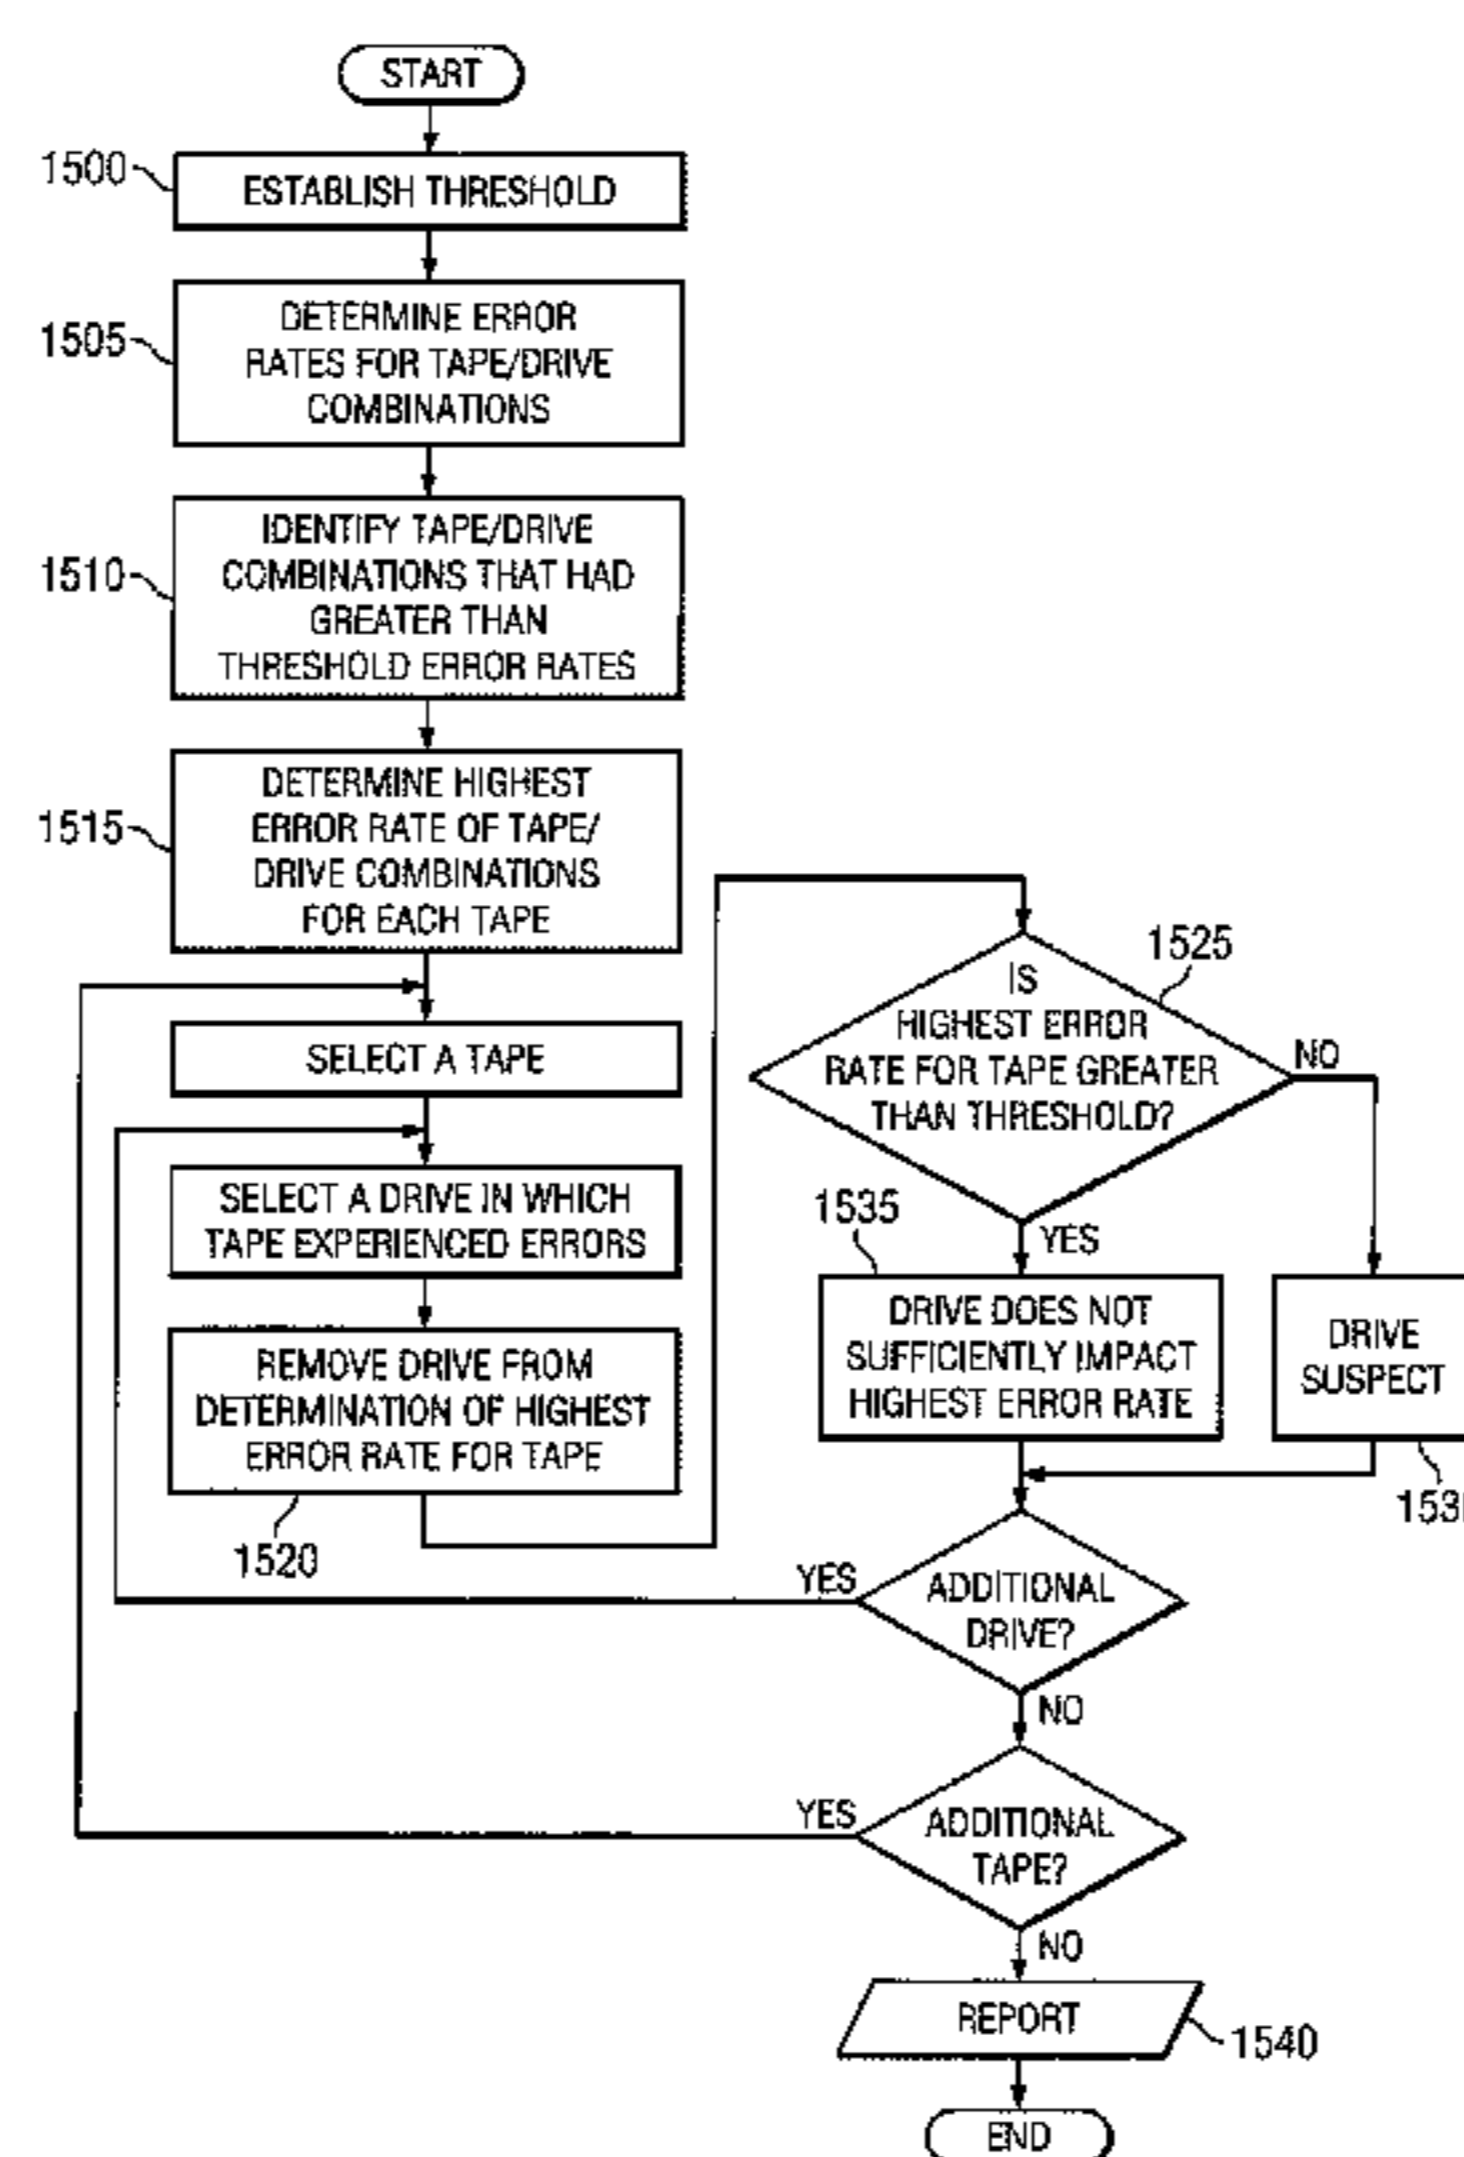 START
1500
ESTABLISH THRESHOLD
1505
DETERMINE ERROR
RATES FOR TAPE/DRIVE
COMBINATIONS
1510
IDENTIFY TAPE/DRIVE
COMBINATIONS THAT HAD
GREATER THAN
THRESHOLD ERROR RATES
1515
DETERMINE HIGHEST
ERROR RATE OF TAPE/
DRIVE COMBINATIONS
FOR EACH TAPE
SELECT A TAPE
SELECT A DRIVE IN WHICH
TAPE EXPERIENCED ERRORS
REMOVE DRIVE FROM
DETERMINATION OF HIGHEST
ERROR RATE FOR TAPE
1520
1525
IS
HIGHEST ERROR
RATE FOR TAPE GREATER
THAN THRESHOLD?
NO
YES
1535
DRIVE DOES NOT
SUFFICIENTLY IMPACT
HIGHEST ERROR RATE
DRIVE
SUSPECT
YES
ADDITIONAL
DRIVE?
NO
YES
ADDITIONAL
TAPE?
NO
REPORT
1540
END